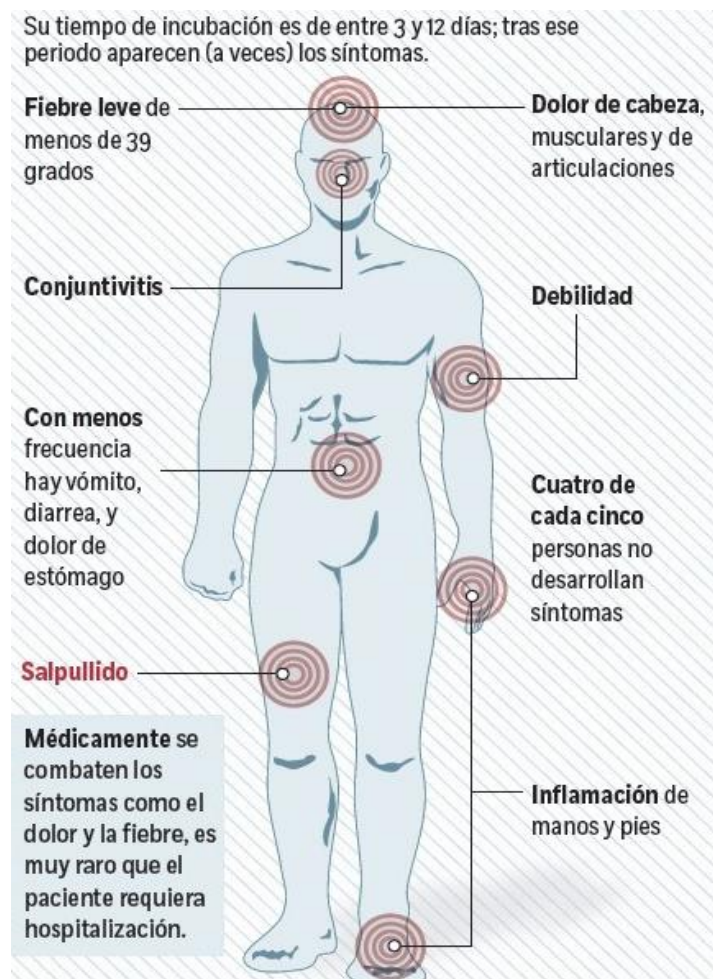 Su tiempo de incubación es de entre 3 y 12 días; tras ese
periodo aparecen (a veces) los síntomas.
Fiebre leve de
menos de 39
grados
Dolor de cabeza,
musculares y de
articulaciones
Conjuntivitis
Debilidad
Con menos
frecuencia
hay vómito,
diarrea, y
dolor de
estómago
Cuatro de
cada cinco
personas no
desarrollan
síntomas
Salpullido
Médicamente se
combaten los
síntomas como el
dolor y la fiebre, es
muy raro que el
paciente requiera
hospitalización.
Inflamación de
manos y pies